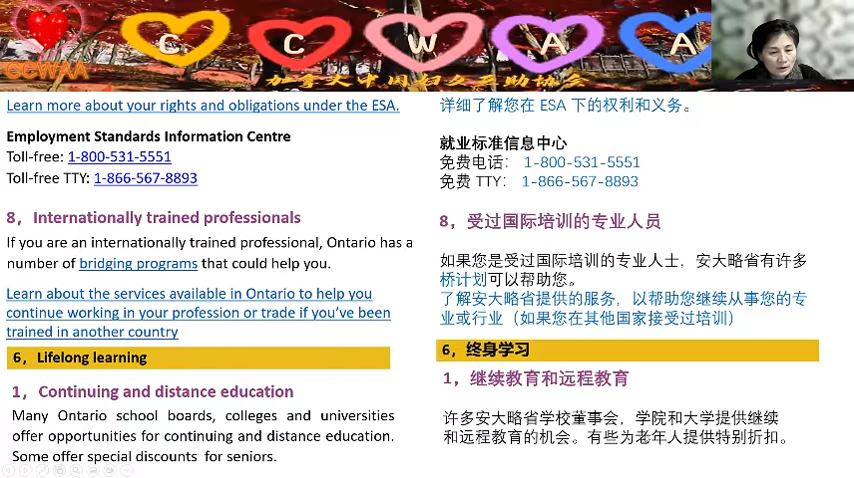 C C W A A
CCWAA
加拿大中国妇女互助协会
Learn more about your rights and obligations under the ESA.
Employment Standards Information Centre
Toll-free: 1-800-531-5551
Toll-free TTY: 1-866-567-8893
8，Internationally trained professionals
If you are an internationally trained professional, Ontario has a
number of bridging programs that could help you.
Learn about the services available in Ontario to help you
continue working in your profession or trade if you’ve been
trained in another country
6，Lifelong learning
1，Continuing and distance education
Many Ontario school boards, colleges and universities
offer opportunities for continuing and distance education.
Some offer special discounts for seniors.
详细了解您在 ESA 下的权利和义务。
就业标准信息中心
免费电话： 1-800-531-5551
免费 TTY： 1-866-567-8893
8，受过国际培训的专业人员
如果您是受过国际培训的专业人士，安大略省有许多
桥计划可以帮助您。
了解安大略省提供的服务，以帮助您继续从事您的专
业或行业（如果您在其他国家接受过培训）
6，终身学习
1，继续教育和远程教育
许多安大略省学校董事会，学院和大学提供继续
和远程教育的机会。有些为老年人提供特别折扣。